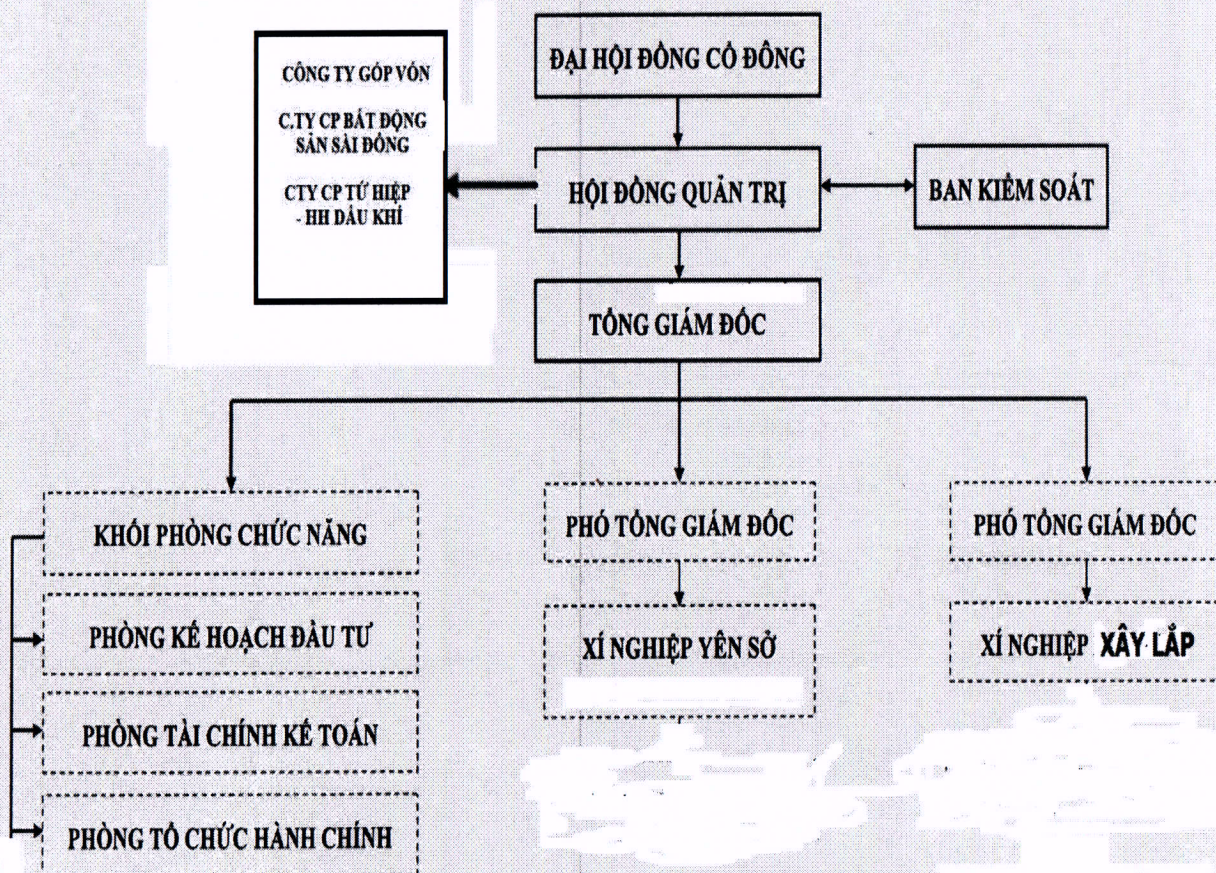 ĐẠI HỘI ĐỒNG CỔ ĐÔNG
CÔNG TY GÓP VỐN
C.TY CP BẤT ĐỘNG
SẢN SÀI ĐỒNG
CTY CP TỨ HIỆP
- HH DẦU KHÍ
HỘI ĐỒNG QUẢN TRỊ
BAN KIỂM SOÁT
TỔNG GIÁM ĐỐC
KHỐI PHÒNG CHỨC NĂNG
PHÓ TỔNG GIÁM ĐỐC
PHÓ TỔNG GIÁM ĐỐC
PHÒNG KẾ HOẠCH ĐẦU TƯ
XÍ NGHIỆP YÊN SỞ
XÍ NGHIỆP XÂY LẮP
PHÒNG TÀI CHÍNH KẾ TOÁN
PHÒNG TỔ CHỨC HÀNH CHÍNH